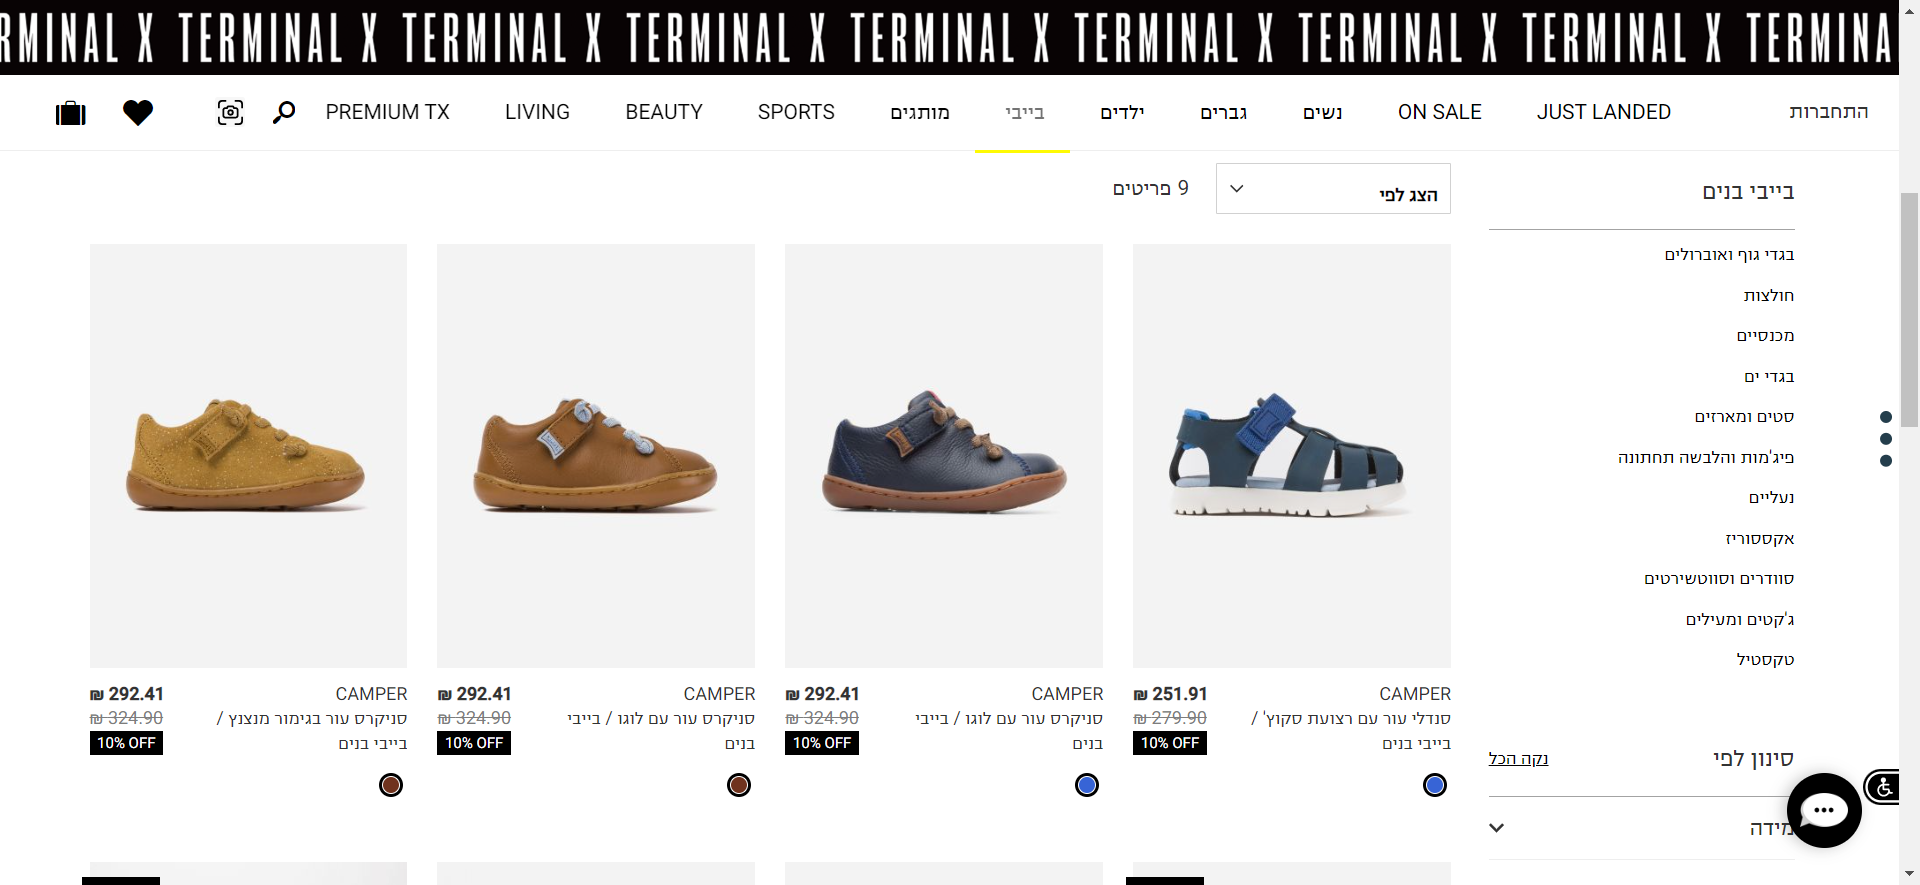 RMINAL X TERMINAL X TERMINAL X TERMINAL X TERMINAL X TERMINAL X TERMINAL X TERMINAL X TERMINA
התחברות
JUST LANDED
ON SALE
נשים
גברים
ילדים
בייבי
מותגים
SPORTS
BEAUTY
LIVING
PREMIUM TX
בייבי בנים
בגדי גוף ואוברולים
חולצות
מכנסיים
בגדי ים
סטים ומארזים
פיג'מות והלבשה תחתונה
נעליים
אקססוריז
סוודרים וסווטשירטים
ג'קטים ומעילים
טקסטיל
סינון לפי
נקה הכל
מידה
הצג לפי
9 פריטים
CAMPER
סנדלי עור עם רצועת סקוץ' /
בייבי בנים
251.91 ₪
279.90 ₪
10% OFF
CAMPER
סניקרס עור עם לוגו / בייבי
בנים
292.41 ₪
324.90 ₪
10% OFF
CAMPER
סניקרס עור עם לוגו / בייבי
בנים
292.41 ₪
324.90 ₪
10% OFF
CAMPER
סניקרס עור בגימור מנצנץ /
בייבי בנים
292.41 ₪
324.90 ₪
10% OFF